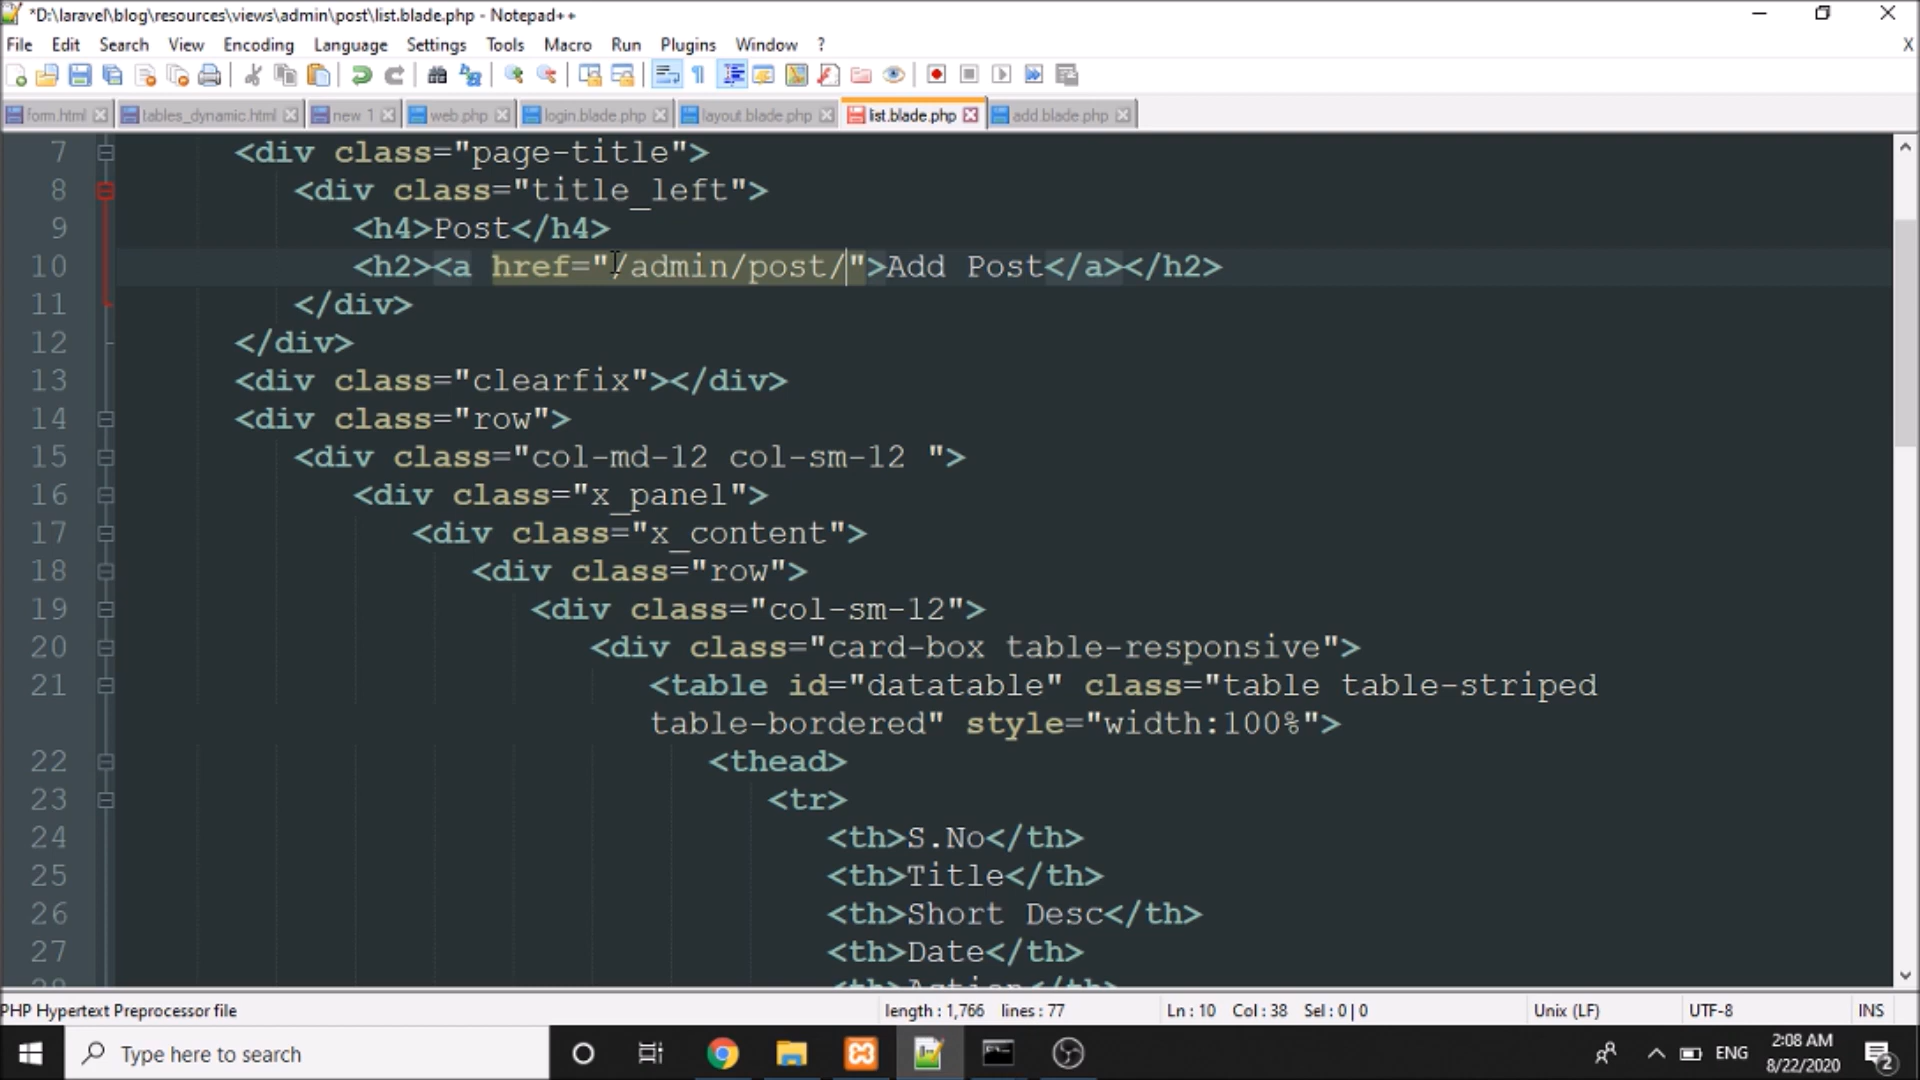 *D:\laravel\blog\resources\views\admin\post\list.blade.php - Notepad++
File Edit Search View Encoding Language Settings Tools Macro Run Plugins Window ?
X
form.html tables_dynamic.html new 1 web.php login.blade.php layout.blade.php list.blade.php add.blade.php
7 <div class="page-title">
8 <div class="title_left">
9 <h4>Post</h4>
10 <h2><a href="/admin/post/">Add Post</a></h2>
11 </div>
12 </div>
13 <div class="clearfix"></div>
14 <div class="row">
15 <div class="col-md-12 col-sm-12 ">
16 <div class="x_panel">
17 <div class="x_content">
18 <div class="row">
19 <div class="col-sm-12">
20 <div class="card-box table-responsive">
21 <table id="datatable" class="table table-striped
table-bordered" style="width:100%">
22 <thead>
23 <tr>
24 <th>S.No</th>
25 <th>Title</th>
26 <th>Short Desc</th>
27 <th>Date</th>
28 <th>Action</th>
PHP Hypertext Preprocessor file length : 1,766 lines : 77 Ln : 10 Col : 38 Sel : 0 | 0 Unix (LF) UTF-8 INS
Type here to search
ENG
2:08 AM
8/22/2020
2